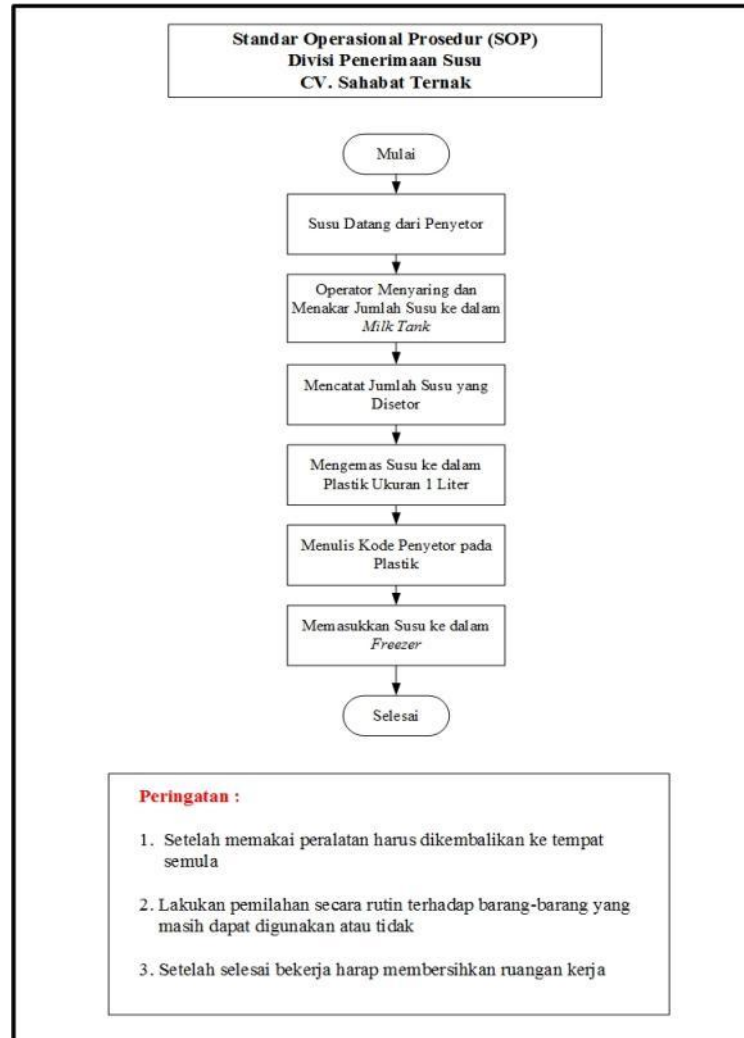 Standar Operasional Prosedur (SOP)
Divisi Penerimaan Susu
CV. Sahabat Ternak
Mulai
Susu Datang dari Penyetor
Operator Menyaring dan
Menakar Jumlah Susu ke dalam
Milk Tank
Mencatat Jumlah Susu yang
Disetor
Mengemas Susu ke dalam
Plastik Ukuran 1 Liter
Menulis Kode Penyetor pada
Plastik
Memasukkan Susu ke dalam
Freezer
Selesai
Peringatan :
1. Setelah memakai peralatan harus dikembalikan ke tempat
semula
2. Lakukan pemilahan secara rutin terhadap barang-barang yang
masih dapat digunakan atau tidak
3. Setelah selesai bekerja harap membersihkan ruangan kerja